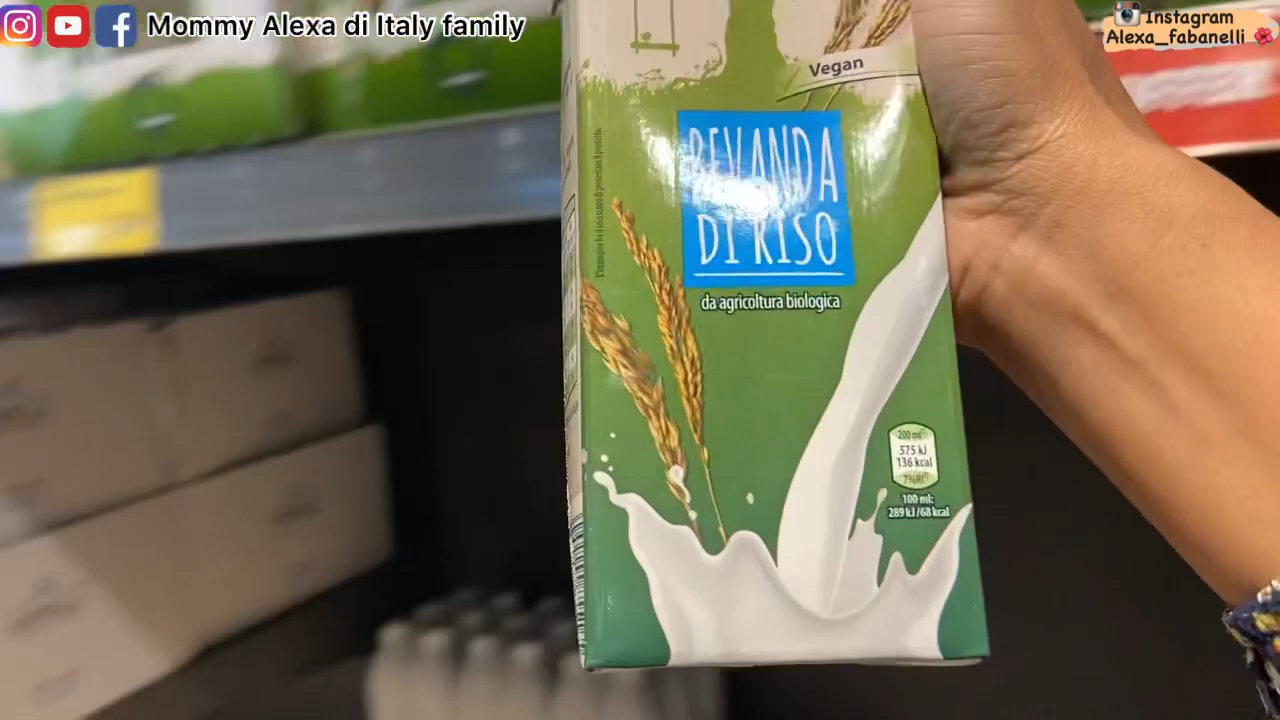 Mommy Alexa di Italy family
Instagram
Alexa_fabanelli
Vegan
BEVANDA
DI RISO
da agricoltura biologica
200 ml
575 kJ
136 kcal
7%RI
100 ml:
289 kJ/68 kcal